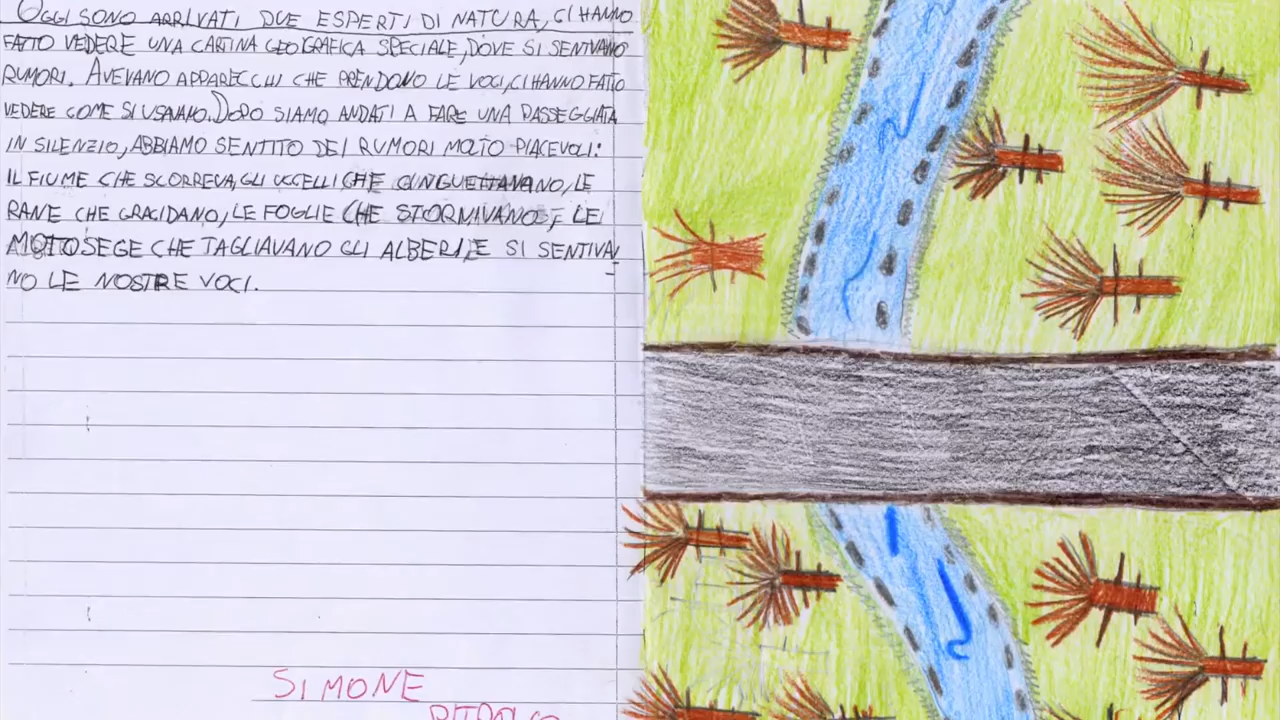 OGGI SONO ARRIVATI DUE ESPERTI DI NATURA, CI HANNO
FATTO VEDERE UNA CARTINA GEOGRAFICA SPECIALE, DOVE SI SENTIVANO
RUMORI. AVEVANO APPARECCHI CHE PRENDONO LE VOCI, CI HANNO FATTO
VEDERE COME SI USAVANO. DOPO SIAMO ANDATI A FARE UNA PASSEGGIATA
IN SILENZIO, ABBIAMO SENTITO DEI RUMORI MOLTO PIACEVOLI:
IL FIUME CHE SCORREVA, GLI UCCELLI CHE CINGUETTAVANO, LE
RANE CHE GRACIDANO, LE FOGLIE CHE STORNIVANO E, LE
MOTOSEGE CHE TAGLIAVANO GLI ALBERI, E SI SENTIVA
NO LE NOSTRE VOCI.
SIMONE